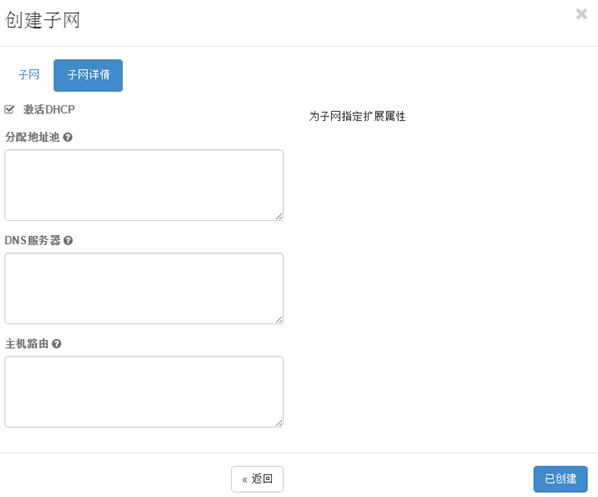 创建子网
×
子网 子网详情
激活DHCP
为子网指定扩展属性
分配地址池
DNS服务器
主机路由
« 返回 已创建